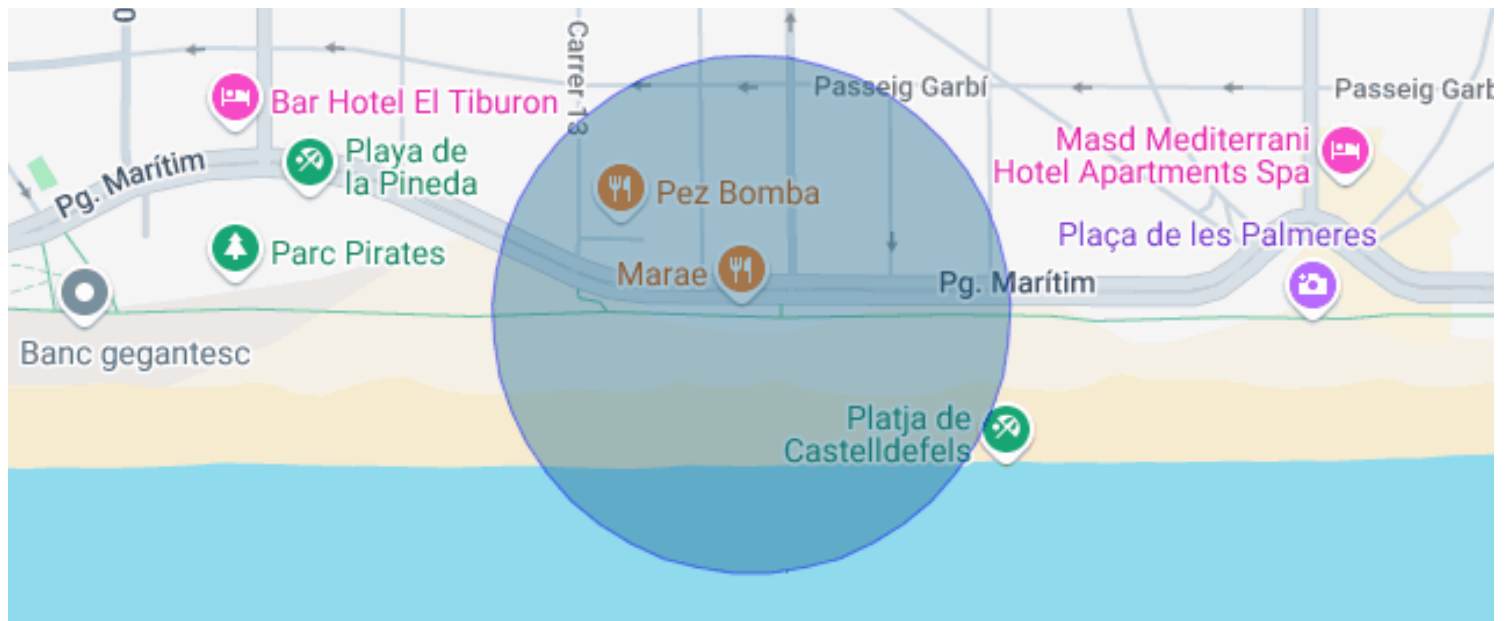 Carrer 13
Passeig Garbí
Passeig Garb
Bar Hotel El Tiburon
Masd Mediterrani
Hotel Apartments Spa
Playa de
la Pineda
Pg. Marítim
Pez Bomba
Parc Pirates
Plaça de les Palmeres
Marae
Pg. Marítim
Banc gegantesc
Platja de
Castelldefels